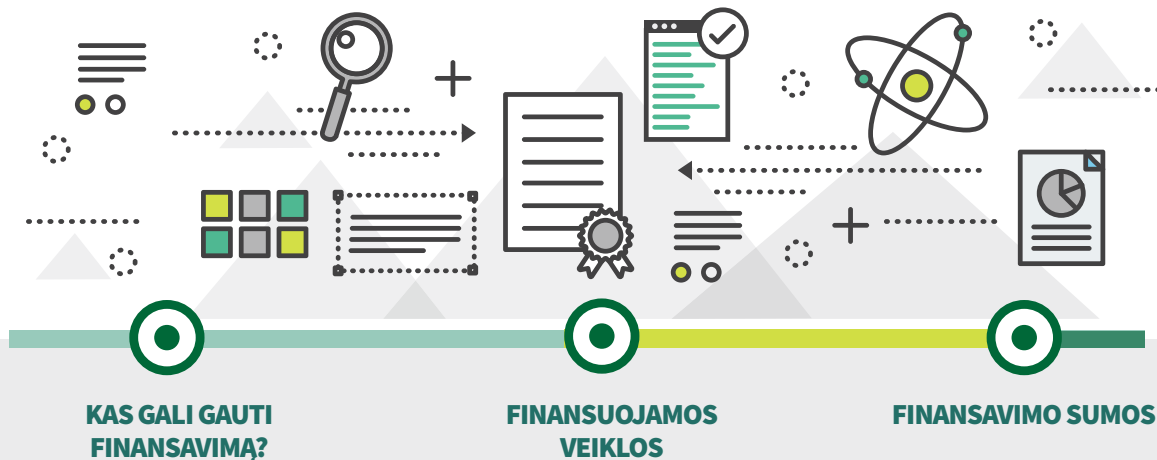 KAS GALI GAUTI
FINANSAVIMĄ?
FINANSUOJAMOS
VEIKLOS
FINANSAVIMO SUMOS